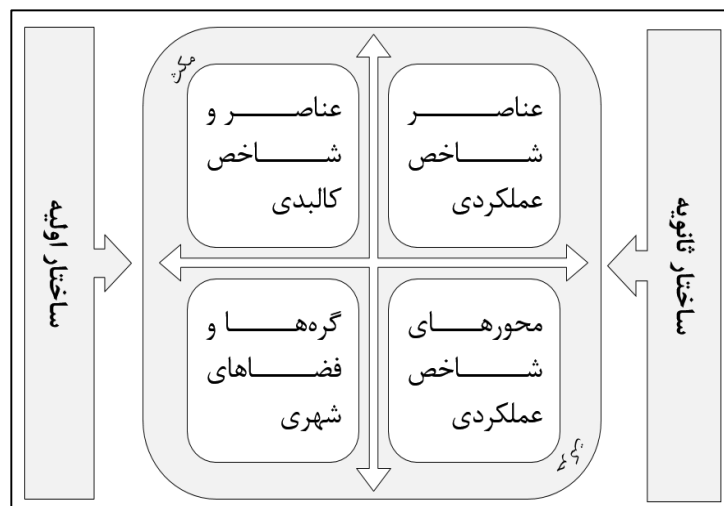 ساختار ثانویه
عناصر
شاخص
عملکردی
عناصر و
شاخص
کالبدی
محورهای
شاخص
عملکردی
گره‌ها و
فضاهای
شهری
ساختار اولیه